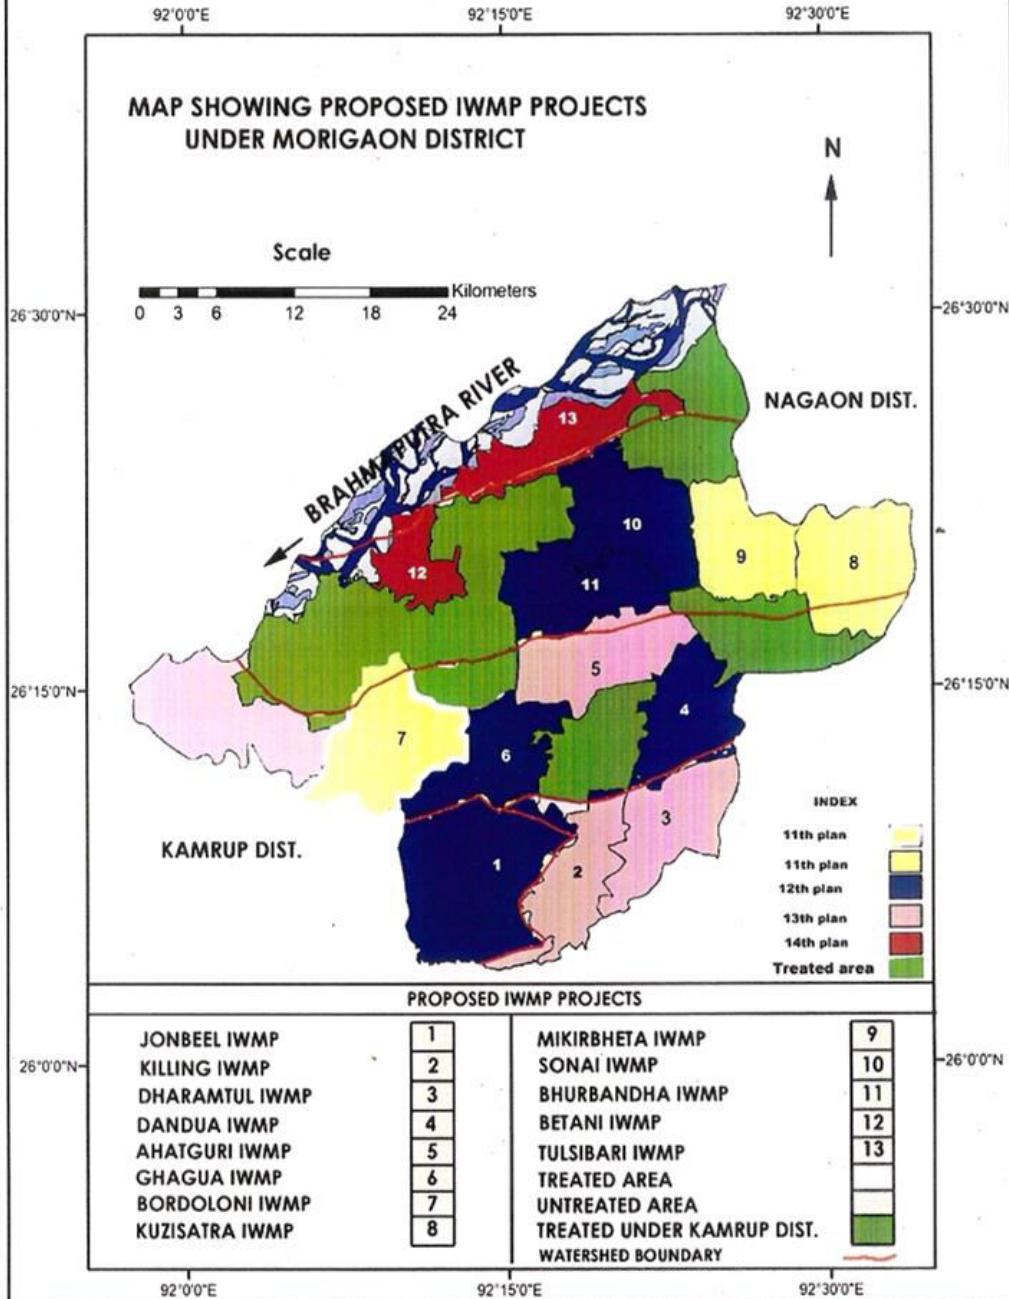 92°0'0"E 92°15'0"E 92°30'0"E
MAP SHOWING PROPOSED IWMP PROJECTS
UNDER MORIGAON DISTRICT
N
Scale
Kilometers
0 3 6 12 18 24
26°30'0"N 26°30'0"N
BRAHMAPUTRA RIVER
NAGAON DIST.
13
10
9
8
12
11
5
26°15'0"N 26°15'0"N
4
7
6
KAMRUP DIST.
3
1
2
INDEX
11th plan
11th plan
12th plan
13th plan
14th plan
Treated area
PROPOSED IWMP PROJECTS
JONBEEL IWMP 1
KILLING IWMP 2
DHARAMTUL IWMP 3
DANDUA IWMP 4
AHATGURI IWMP 5
GHAGUA IWMP 6
BORDOLONI IWMP 7
KUZISATRA IWMP 8
MIKIRBHETA IWMP 9
SONAI IWMP 10
BHURBANDHA IWMP 11
BETANI IWMP 12
TULSIBARI IWMP 13
TREATED AREA
UNTREATED AREA
TREATED UNDER KAMRUP DIST.
WATERSHED BOUNDARY
26°0'0"N 26°0'0"N
92°0'0"E 92°15'0"E 92°30'0"E